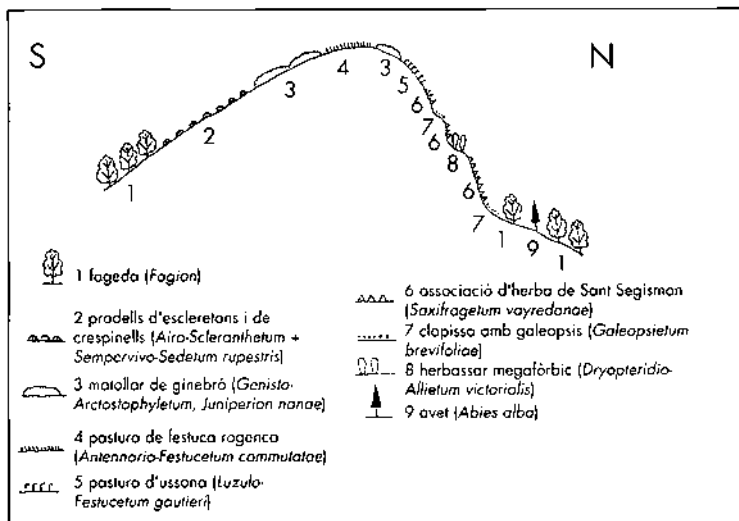 S
N
4
3
3
5
2
6
7
6
8
1
6
7
1
9
1
1 fageda (Fagion)
2 pradells d'escleretons i de
crespinells (Airo-Scleranthetum +
Sempervivo-Sedetum rupestris)
3 matollar de ginebró (Genisto-
Arctostaphyletum, Juniperion nanae)
4 pastura de festuca rogenca
(Antennario-Festucetum commutatae)
5 pastura d'ussona (Luzulo-
Festucetum gautieri)
6 associació d'herba de Sant Segismon
(Saxifragetum vayredanae)
7 clapissa amb galeopsis (Galeopsietum
brevifoliae)
8 herbassar megafòrbic (Dryopteridio-
Allietum victorialis)
9 avet (Abies alba)